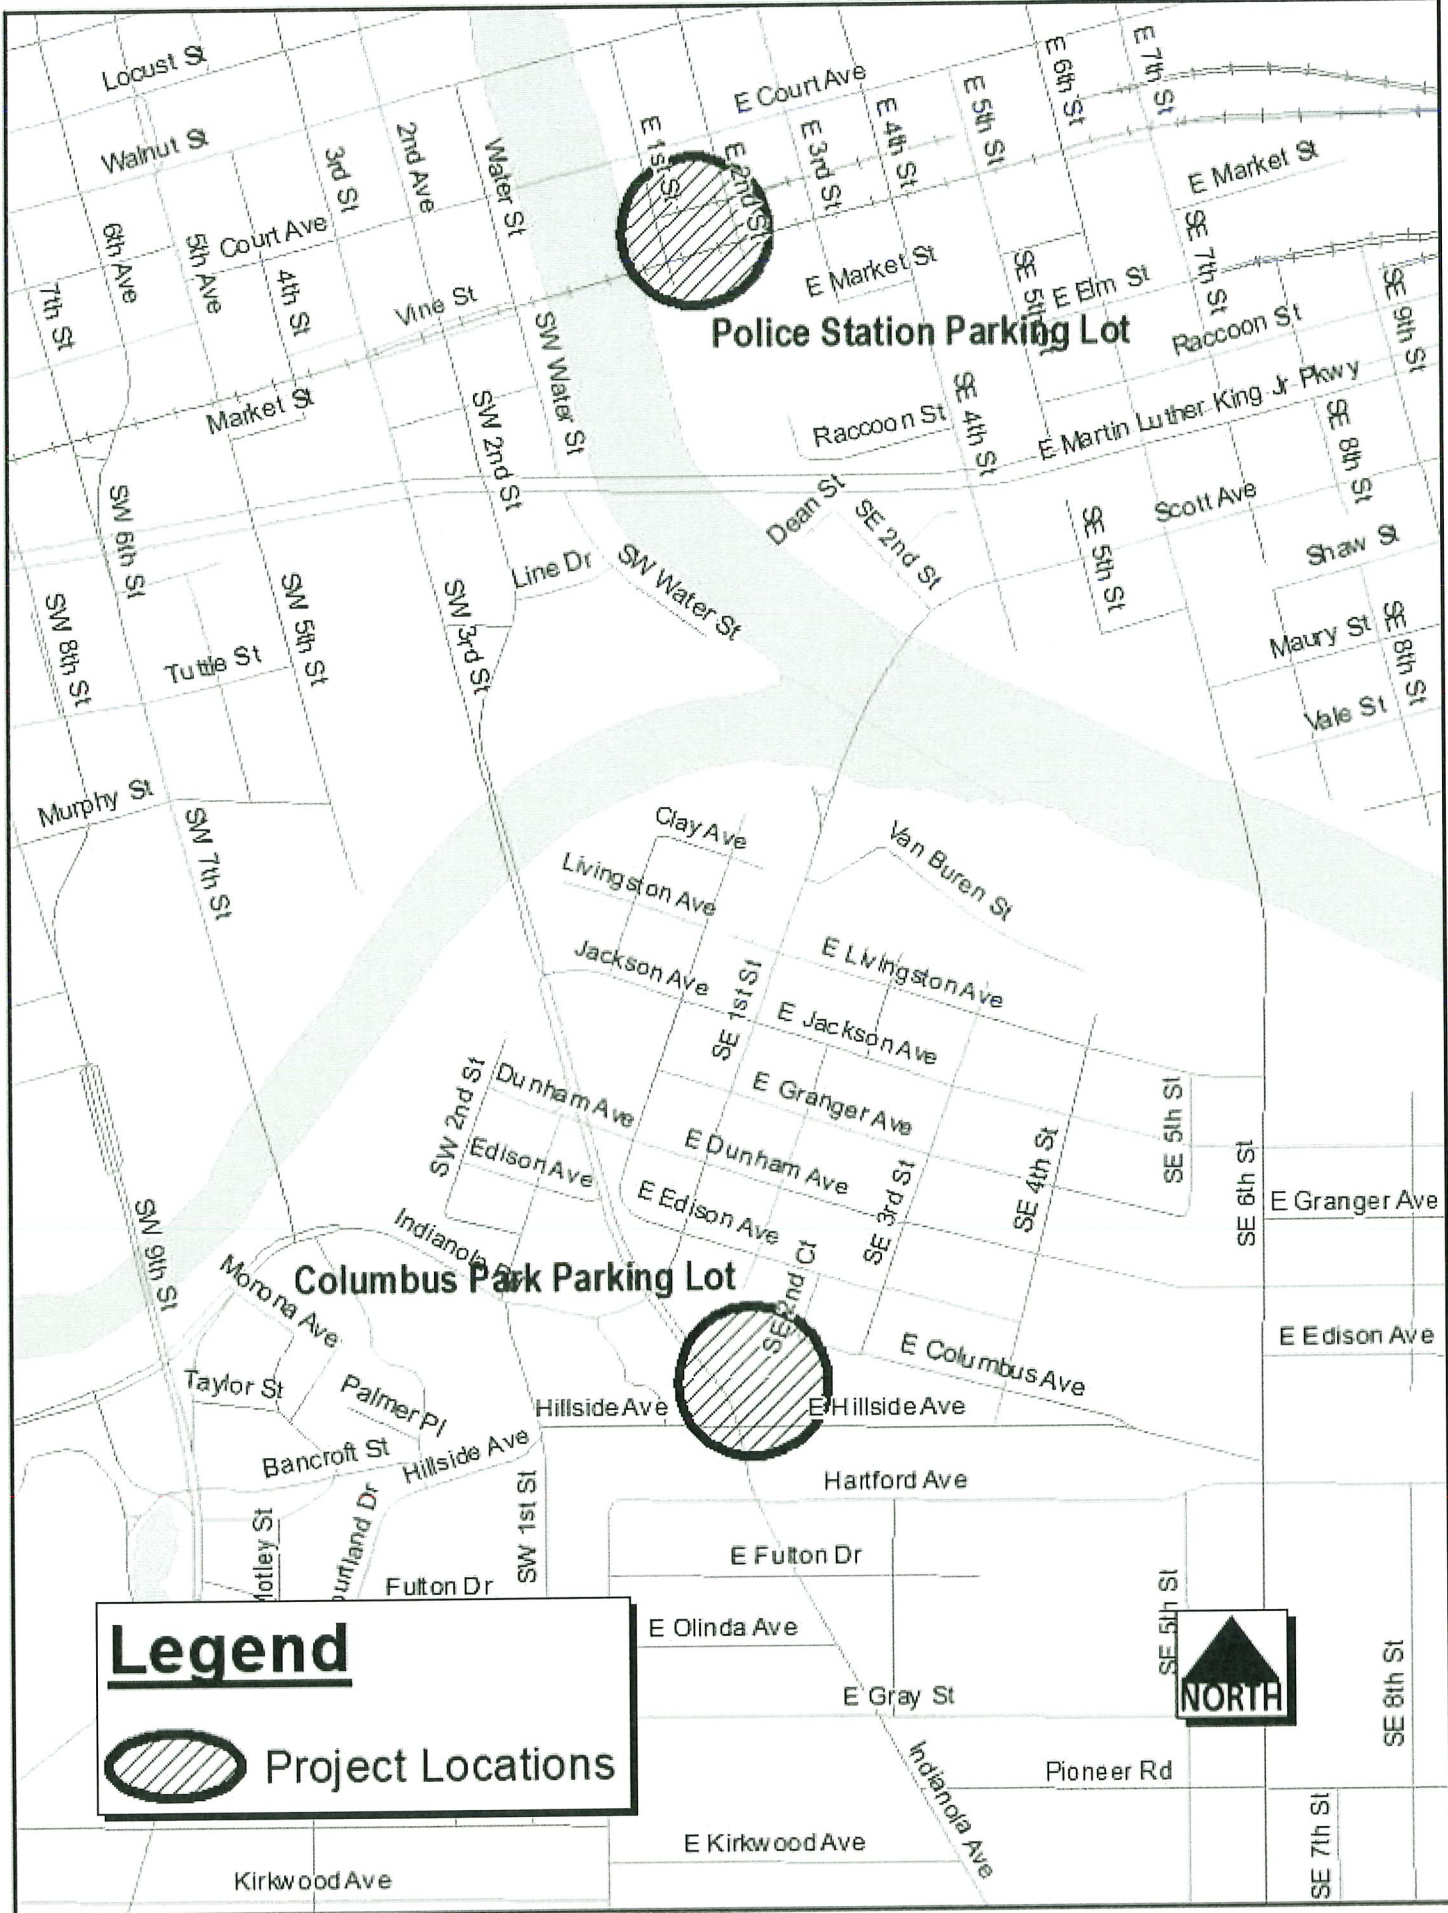 Locust St
E Court Ave
E 6th St
E 7th St
E 5th St
E 4th St
E 3rd St
E 2nd St
E 1st St
Walnut St
2nd Ave
3rd St
Water St
E Market St
Court Ave
6th Ave
5th Ave
4th St
7th St
Vine St
E Market St
SE 5th St
E Elm St
SE 7th St
SE 9th St
Police Station Parking Lot
Raccoon St
SW Water St
Market St
SW 2nd St
Raccoon St
SE 4th St
E Martin Luther King Jr Pkwy
SE 8th St
SW 6th St
Dean St
SE 2nd St
SE 5th St
Scott Ave
Shaw St
Line Dr
SW Water St
SW 8th St
SW 5th St
SW 3rd St
Tuttle St
Maury St
SE 8th St
Vale St
Murphy St
SW 7th St
Clay Ave
Van Buren St
Livingston Ave
Jackson Ave
E Livingston Ave
SE 1st St
E Jackson Ave
SW 2nd St
Dunham Ave
E Granger Ave
SE 5th St
Edison Ave
E Dunham Ave
SE 3rd St
SE 4th St
SE 6th St
E Granger Ave
E Edison Ave
SW 9th St
Indianola Dr
Columbus Park Parking Lot
Monona Ave
SE 2nd Ct
E Edison Ave
E Columbus Ave
Taylor St
Palmer Pl
Hillside Ave
E Hillside Ave
Bancroft St
Hillside Ave
Hartford Ave
SW 1st St
Motley St
ourtland Dr
Fulton Dr
E Fulton Dr
E Olinda Ave
SE 5th St
Legend
Project Locations
NORTH
E Gray St
SE 8th St
Indianola Ave
Pioneer Rd
SE 7th St
E Kirkwood Ave
Kirkwood Ave